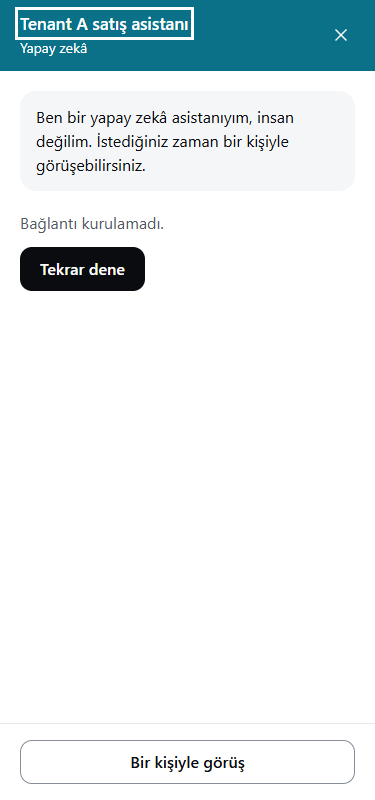 Tenant A satış asistanı
Yapay zekâ
Ben bir yapay zekâ asistanıyım, insan
değilim. İstediğiniz zaman bir kişiyle
görüşebilirsiniz.
Bağlantı kurulamadı.
Tekrar dene
Bir kişiyle görüş